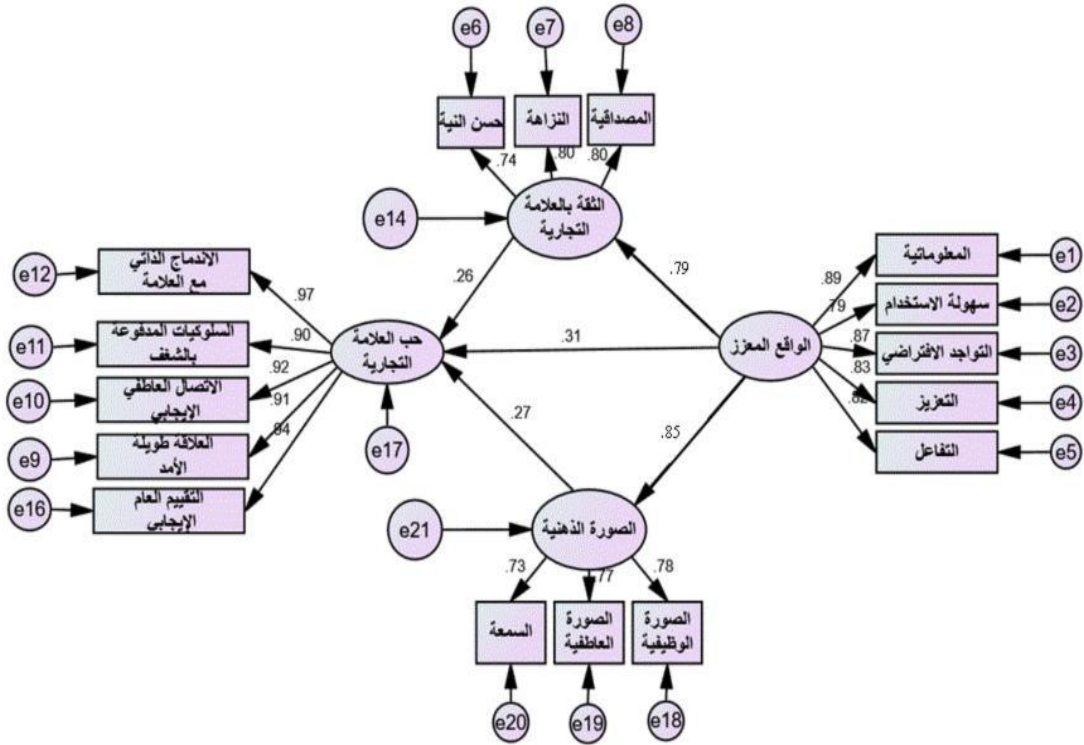 e6
e7
e8
حسن النية
النزاهة
المصداقية
.74
.80
.80
e14
الثقة بالعلامة
التجارية
e12
الاندماج الذاتي
مع العلامة
.97
.26
.79
المعلوماتية
e1
.89
سهولة الاستخدام
e2
.79
e11
السلوكيات المدفوعة
بالشغف
.90
حب العلامة
التجارية
.31
الواقع المعزز
.87
التواجد الافتراضي
e3
e10
الاتصال العاطفي
الإيجابي
.92
.83
التعزيز
e4
.91
.82
e9
العلاقة طويلة
الأمد
.94
e17
.27
.85
التفاعل
e5
e16
التقييم العام
الإيجابي
e21
الصورة الذهنية
.73
.77
.78
السمعة
الصورة
العاطفية
الصورة
الوظيفية
e20
e19
e18